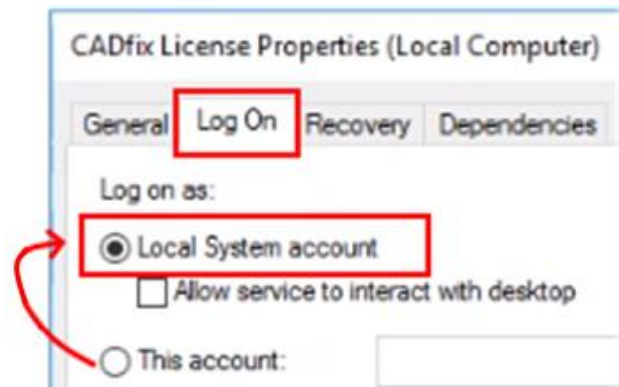 CADfix License Properties (Local Computer)
General Log On Recovery Dependencies
Log on as:
Local System account
Allow service to interact with desktop
This account: